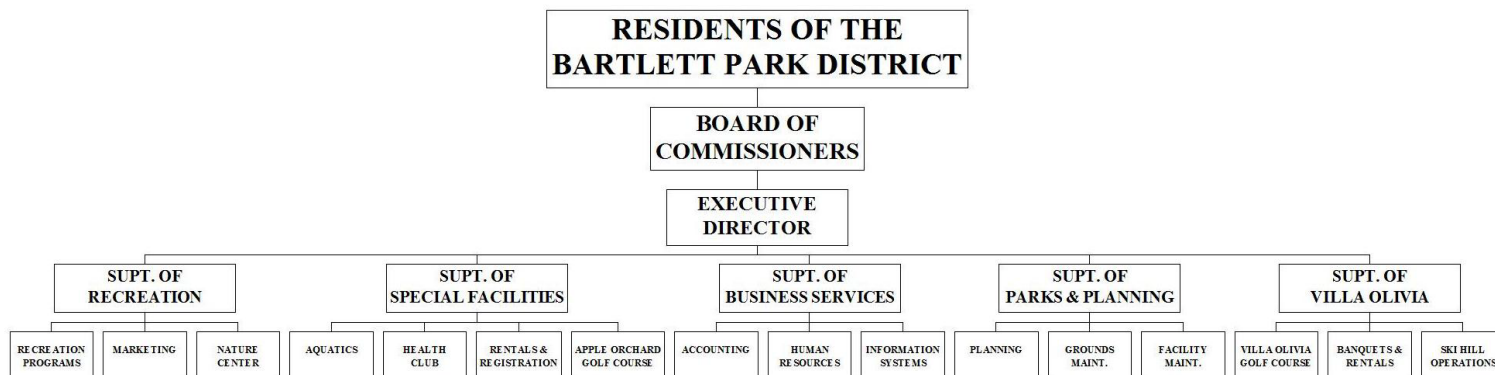 RESIDENTS OF THE
BARTLETT PARK DISTRICT
BOARD OF
COMMISSIONERS
EXECUTIVE
DIRECTOR
SUPT. OF
RECREATION
SUPT. OF
SPECIAL FACILITIES
SUPT. OF
BUSINESS SERVICES
SUPT. OF
PARKS & PLANNING
SUPT. OF
VILLA OLIVIA
RECREATION
PROGRAMS
MARKETING
NATURE
CENTER
AQUATICS
HEALTH
CLUB
RENTALS &
REGISTRATION
APPLE ORCHARD
GOLF COURSE
ACCOUNTING
HUMAN
RESOURCES
INFORMATION
SYSTEMS
PLANNING
GROUNDS
MAINT.
FACILITY
MAINT.
VILLA OLIVIA
GOLF COURSE
BANQUETS &
RENTALS
SKI HILL
OPERATIONS